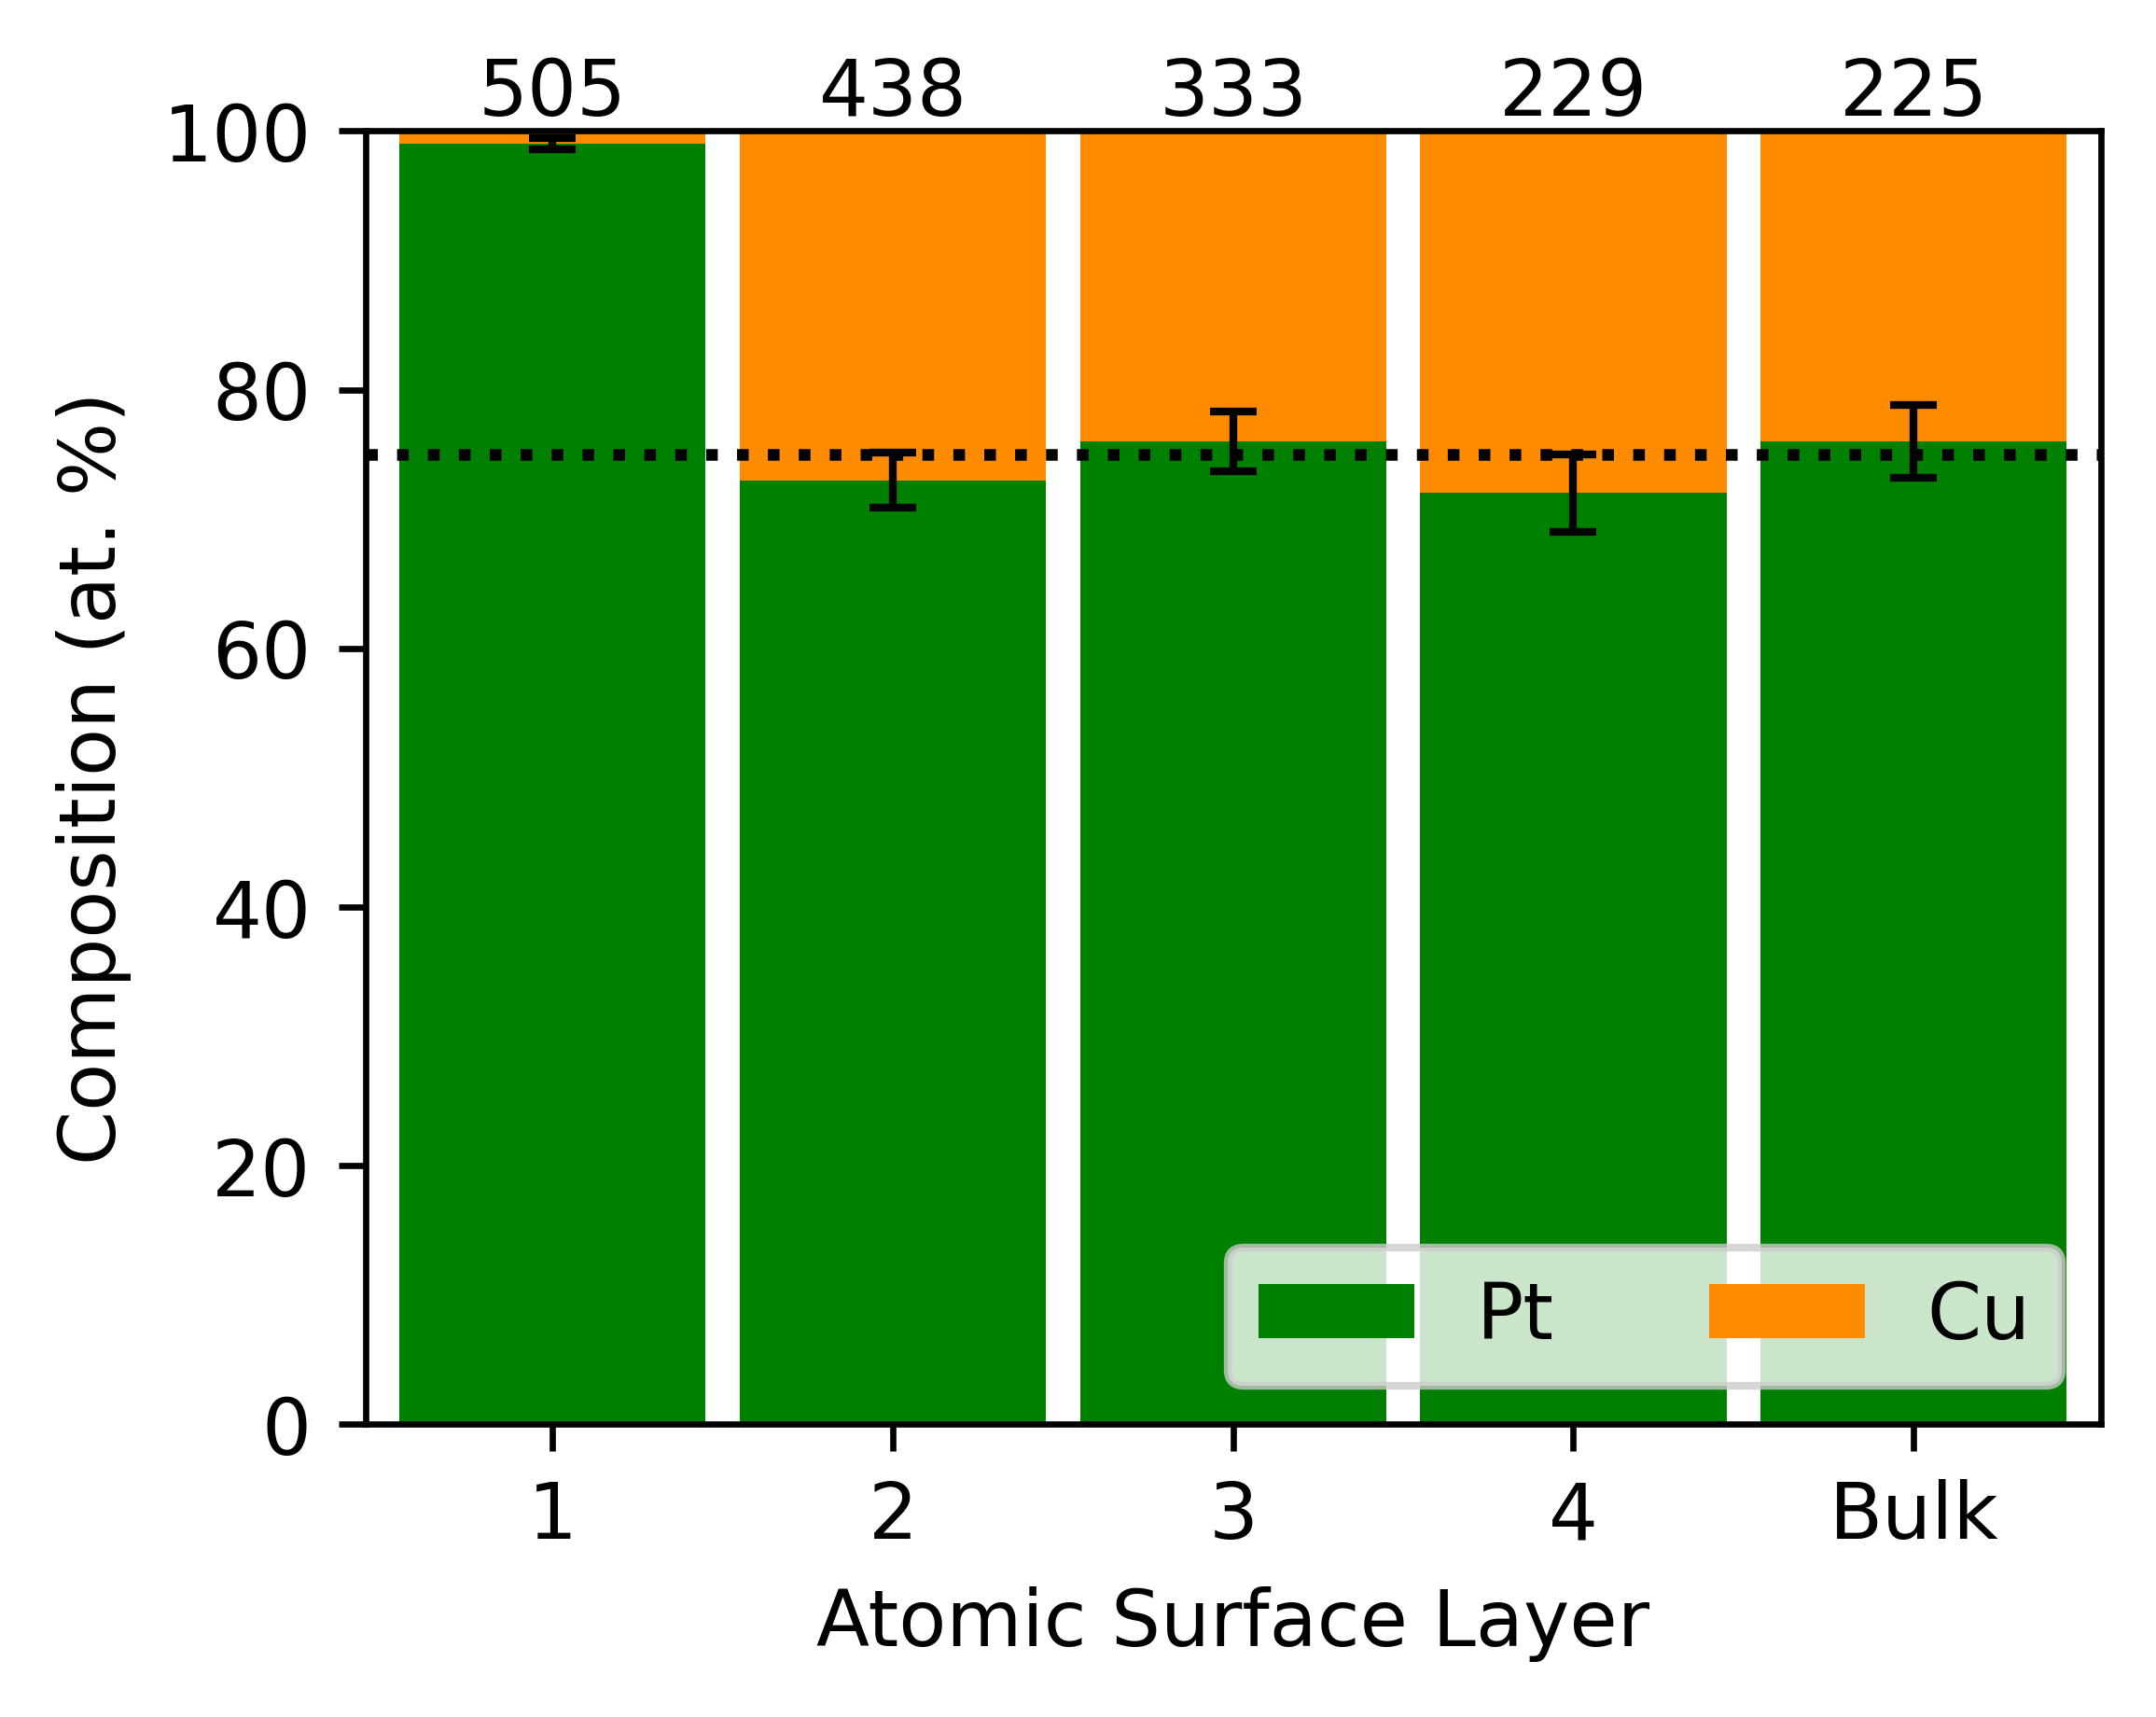 505 438 333 229 225
100
80
60
40
20
0
Composition (at. %)
Pt Cu
1 2 3 4 Bulk
Atomic Surface Layer